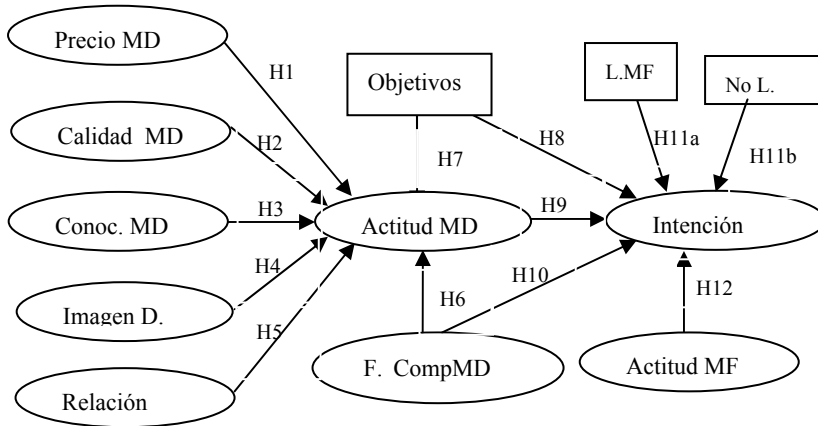 Precio MD
H1
Objetivos
L.MF
No L.
Calidad MD
H2
H7
H8
H11a
H11b
Conoc. MD
H3
Actitud MD
H9
Intención
H4
H6
H10
H12
Imagen D.
H5
F. CompMD
Actitud MF
Relación